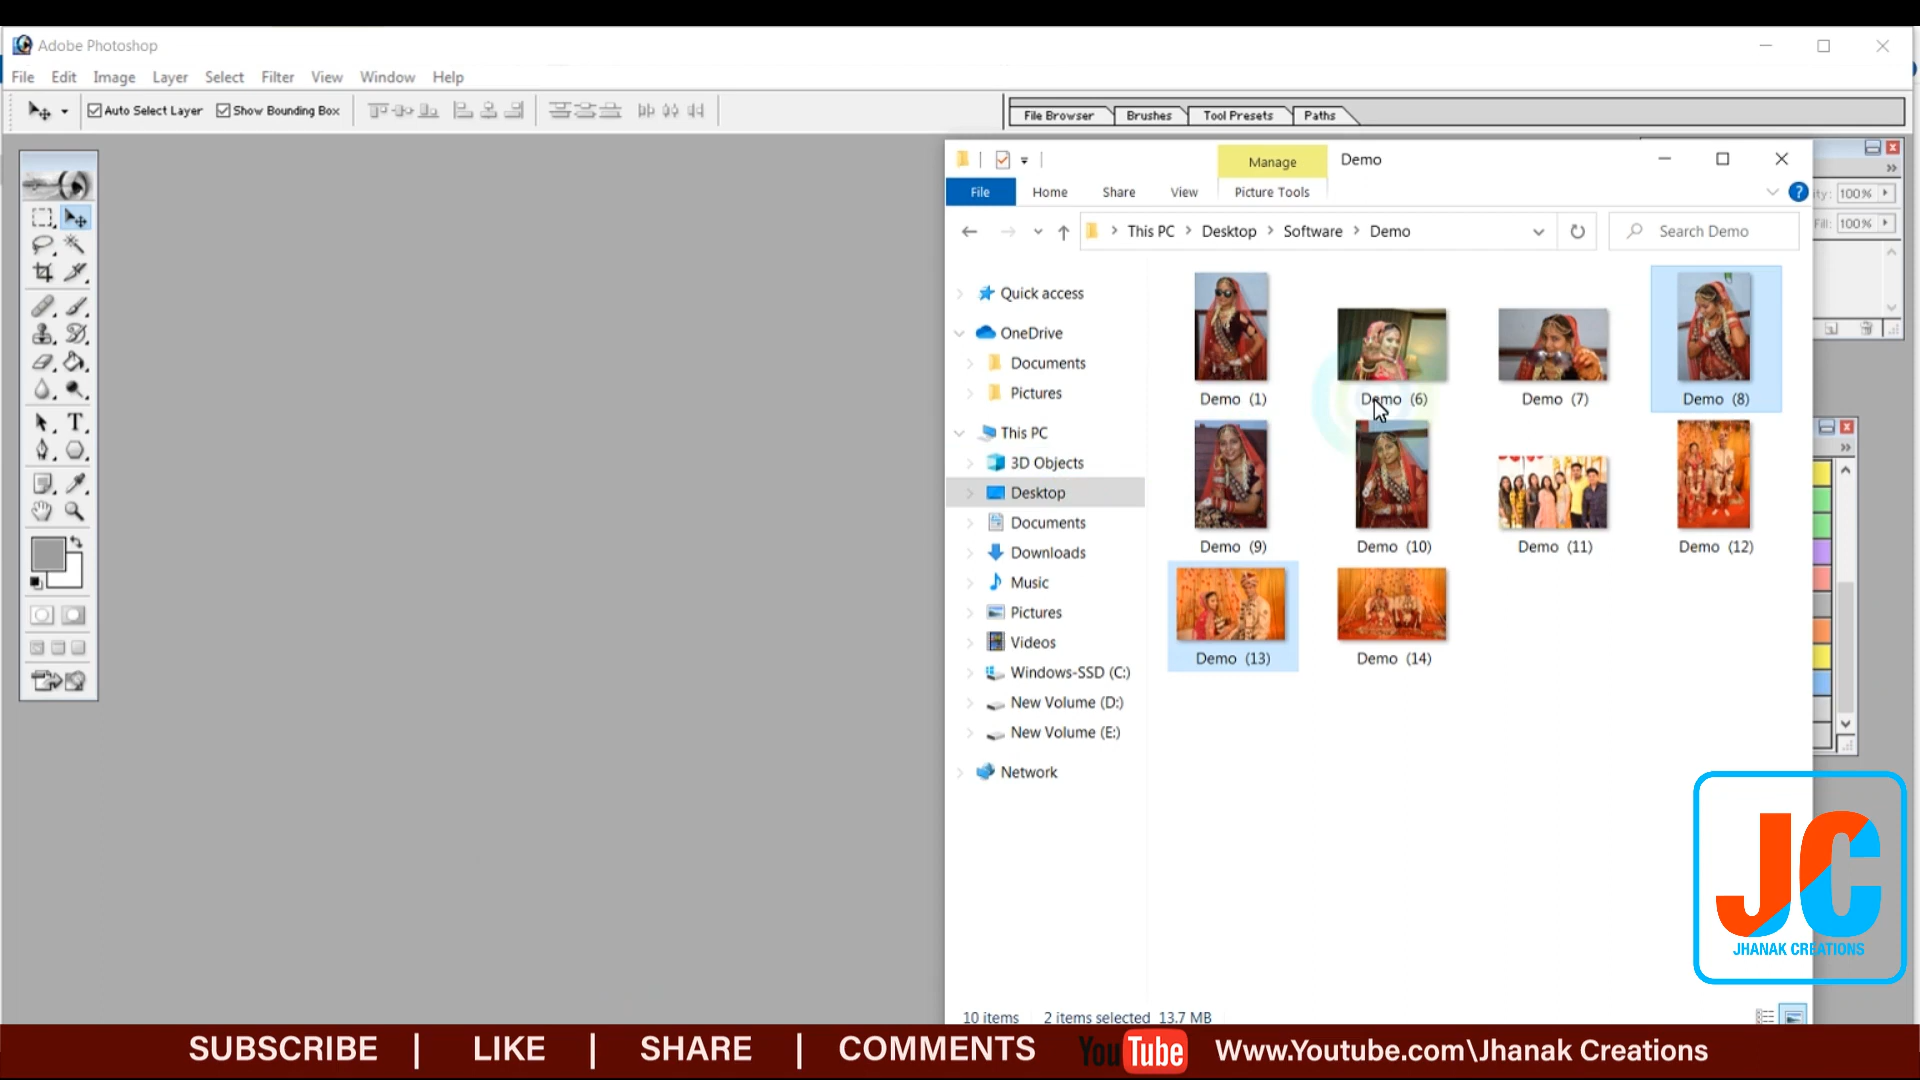 Adobe Photoshop
File Edit Image Layer Select Filter View Window Help
Auto Select Layer Show Bounding Box
File Browser Brushes Tool Presets Paths
Manage Demo
File Home Share View Picture Tools
This PC Desktop Software Demo Search Demo
ity: 100%
Fill: 100%
Quick access
OneDrive
Documents
Pictures
This PC
3D Objects
Desktop
Documents
Downloads
Music
Pictures
Videos
Windows-SSD (C:)
New Volume (D:)
New Volume (E:)
Network
Demo (1) Demo (6) Demo (7) Demo (8)
Demo (9) Demo (10) Demo (11) Demo (12)
Demo (13) Demo (14)
10 items 2 items selected 13.7 MB
JC
JHANAK CREATIONS
SUBSCRIBE | LIKE | SHARE | COMMENTS YouTube Www.Youtube.com\Jhanak Creations